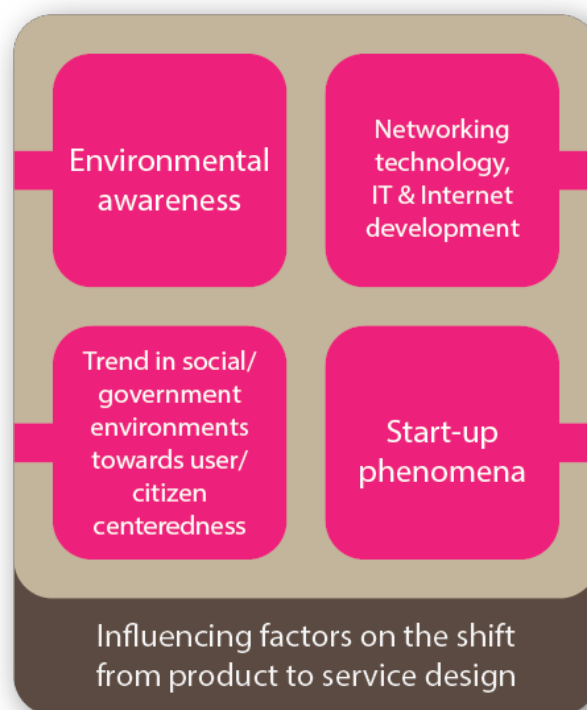 Environmental
awareness
Networking
technology,
IT & Internet
development
Trend in social/
government
environments
towards user/
citizen
centeredness
Start-up
phenomena
Influencing factors on the shift
from product to service design